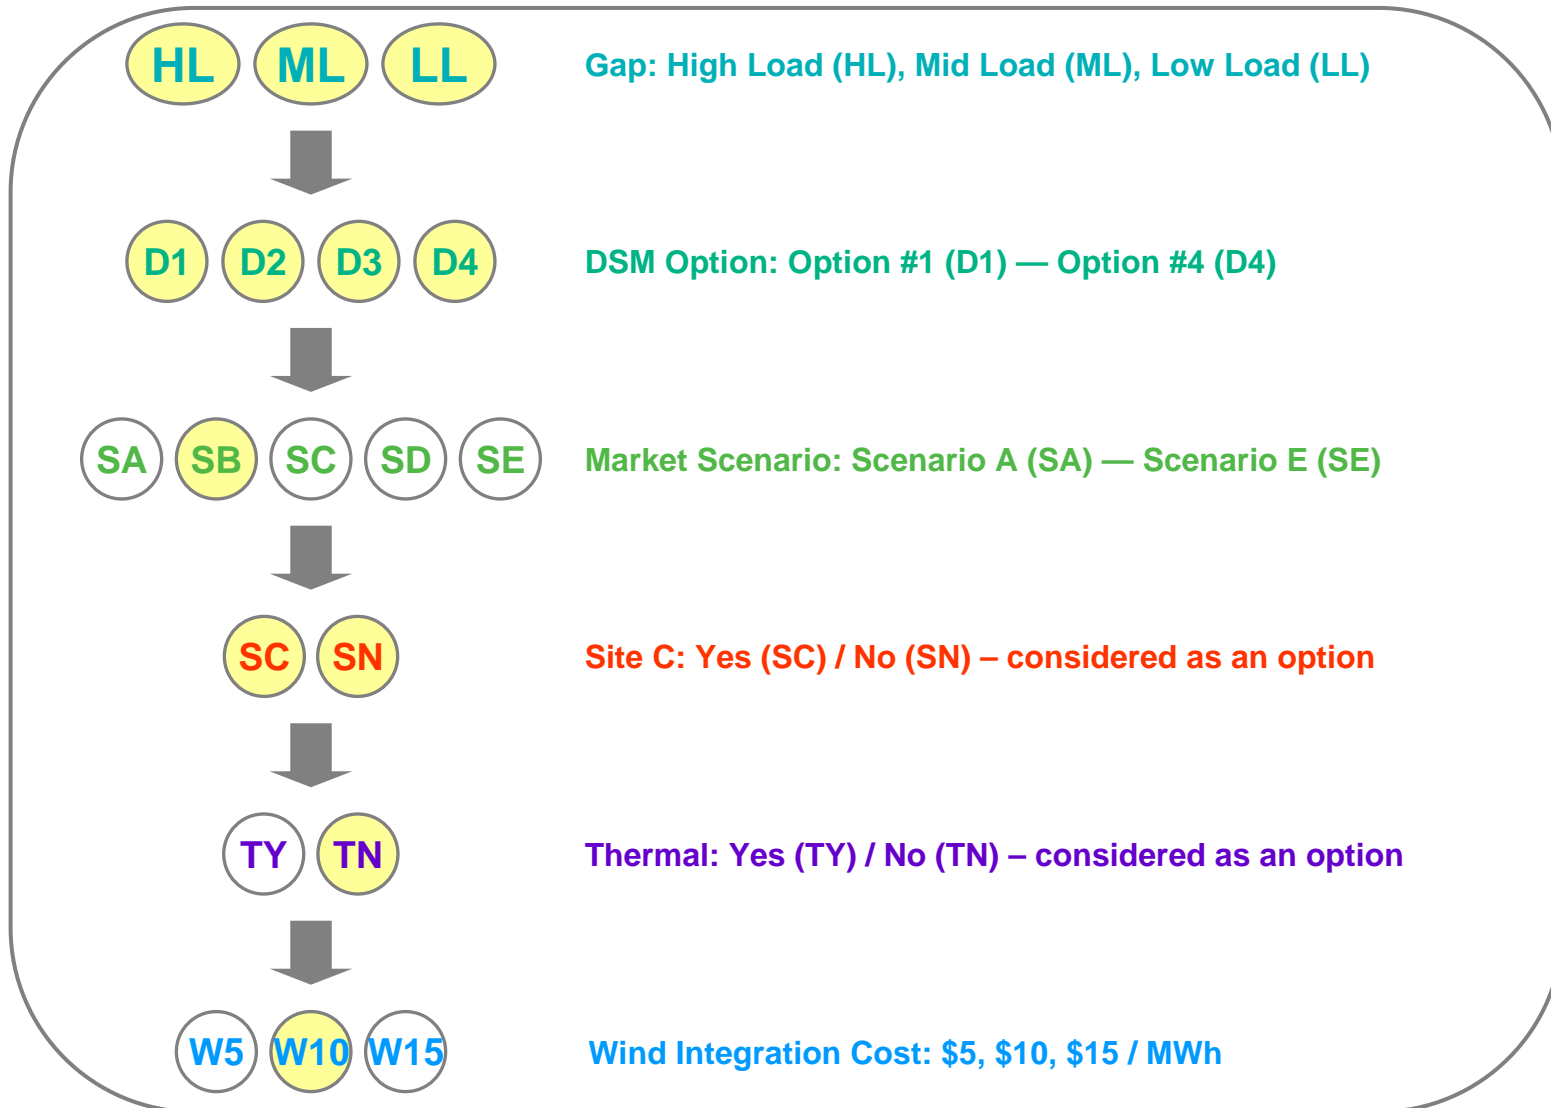 HL ML LL Gap: High Load (HL), Mid Load (ML), Low Load (LL)
D1 D2 D3 D4 DSM Option: Option #1 (D1) — Option #4 (D4)
SA SB SC SD SE Market Scenario: Scenario A (SA) — Scenario E (SE)
SC SN Site C: Yes (SC) / No (SN) – considered as an option
TY TN Thermal: Yes (TY) / No (TN) – considered as an option
W5 W10 W15 Wind Integration Cost: $5, $10, $15 / MWh